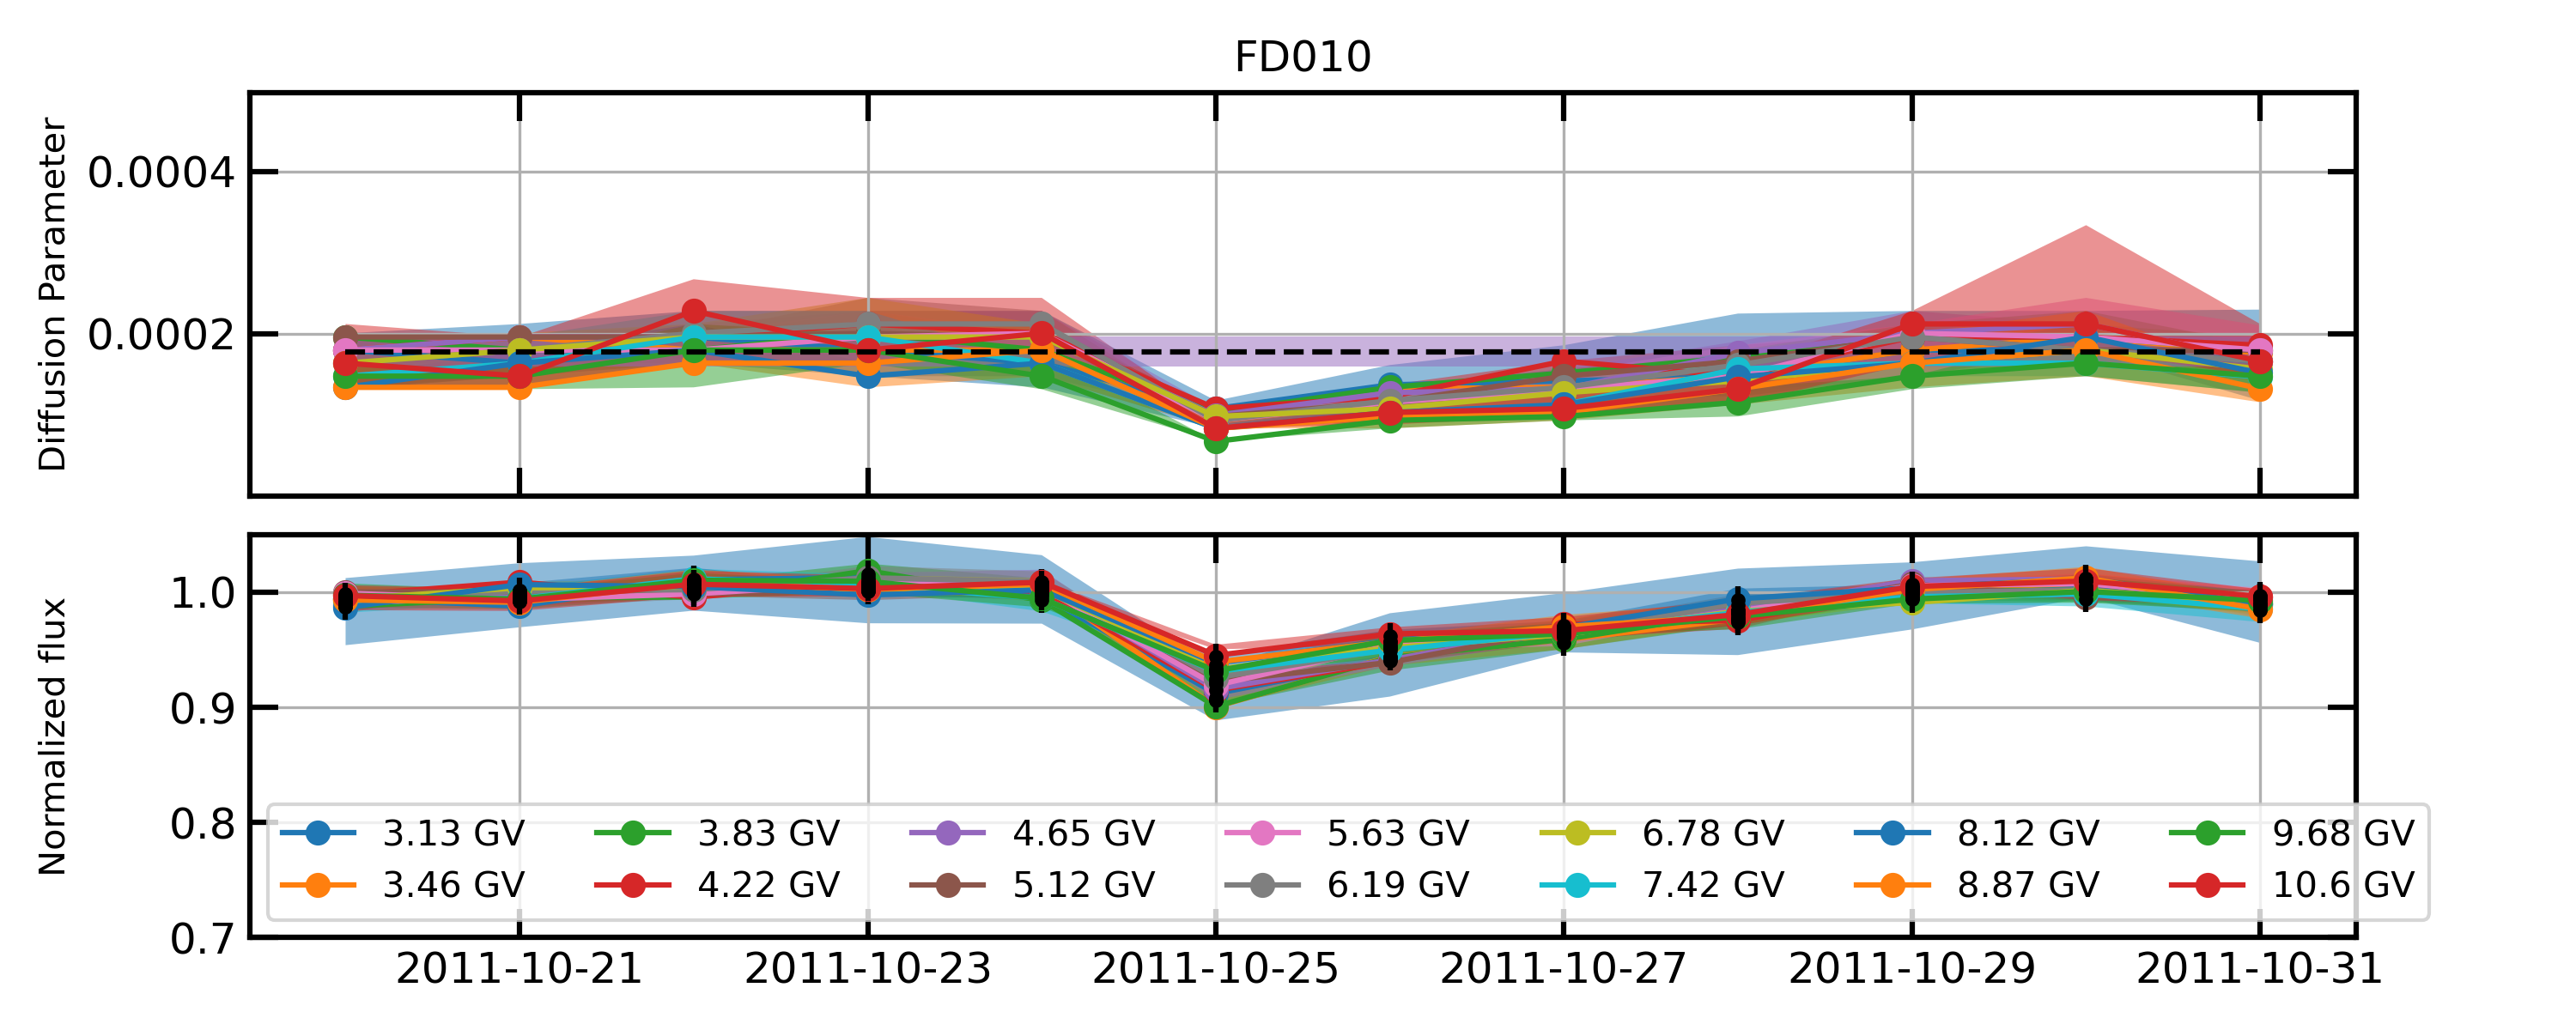 FD010
Diffusion Parameter
0.0004
0.0002
Normalized flux
1.0
0.9
0.8
0.7
3.13 GV
3.83 GV
4.65 GV
5.63 GV
6.78 GV
8.12 GV
9.68 GV
3.46 GV
4.22 GV
5.12 GV
6.19 GV
7.42 GV
8.87 GV
10.6 GV
2011-10-21
2011-10-23
2011-10-25
2011-10-27
2011-10-29
2011-10-31